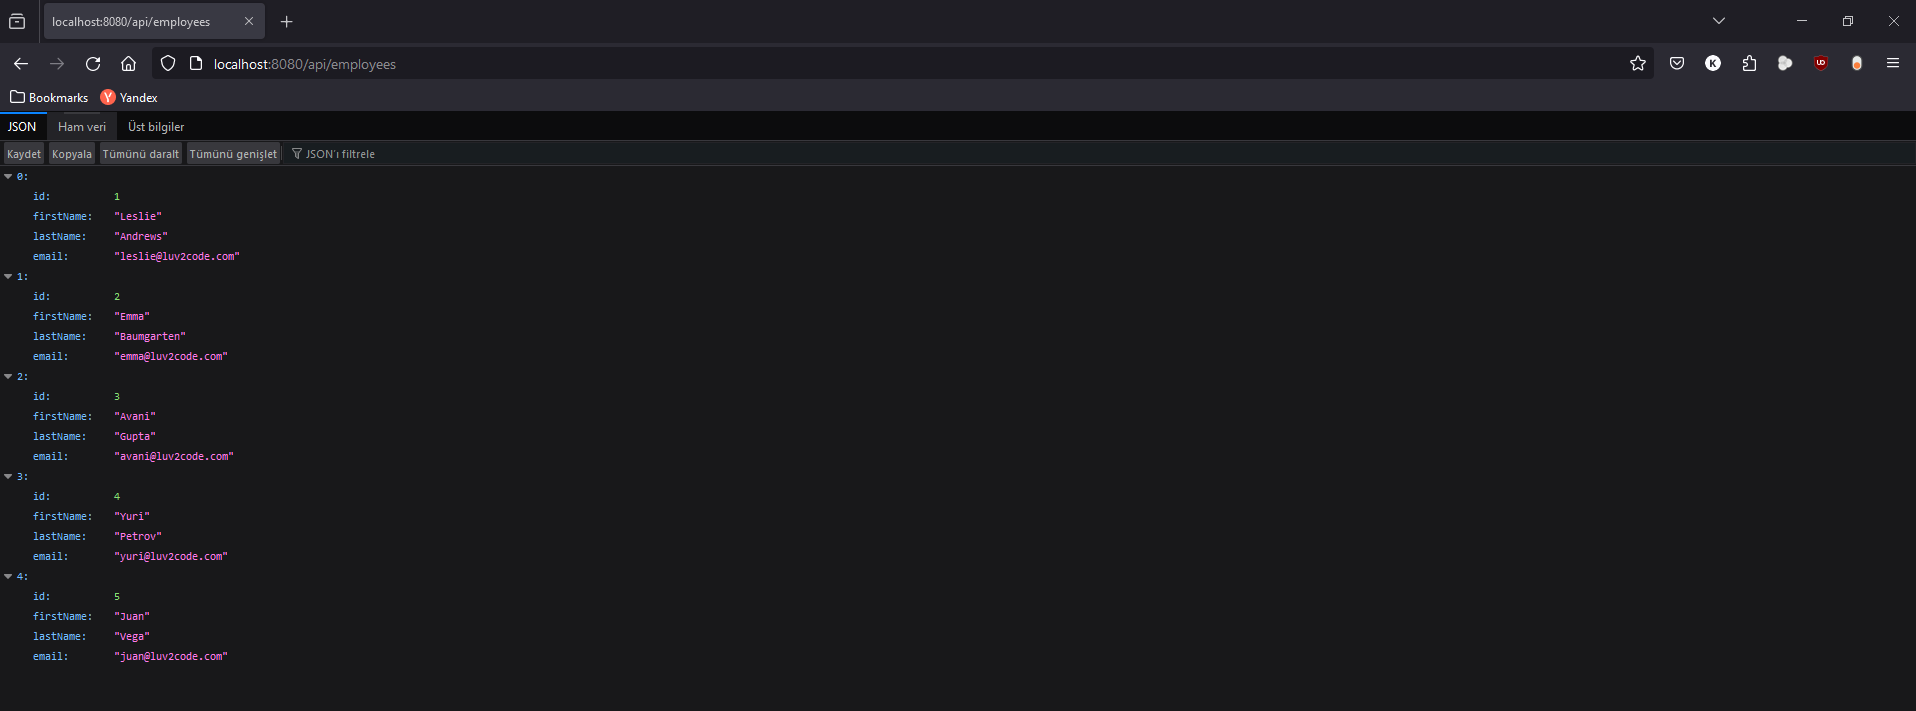 localhost:8080/api/employees
localhost:8080/api/employees
K
UO
Bookmarks Y Yandex
JSON Ham veri Üst bilgiler
Kaydet Kopyala Tümünü daralt Tümünü genişlet JSON'ı filtrele
0:
id: 1
firstName: "Leslie"
lastName: "Andrews"
email: "leslie@luv2code.com"
1:
id: 2
firstName: "Emma"
lastName: "Baumgarten"
email: "emma@luv2code.com"
2:
id: 3
firstName: "Avani"
lastName: "Gupta"
email: "avani@luv2code.com"
3:
id: 4
firstName: "Yuri"
lastName: "Petrov"
email: "yuri@luv2code.com"
4:
id: 5
firstName: "Juan"
lastName: "Vega"
email: "juan@luv2code.com"